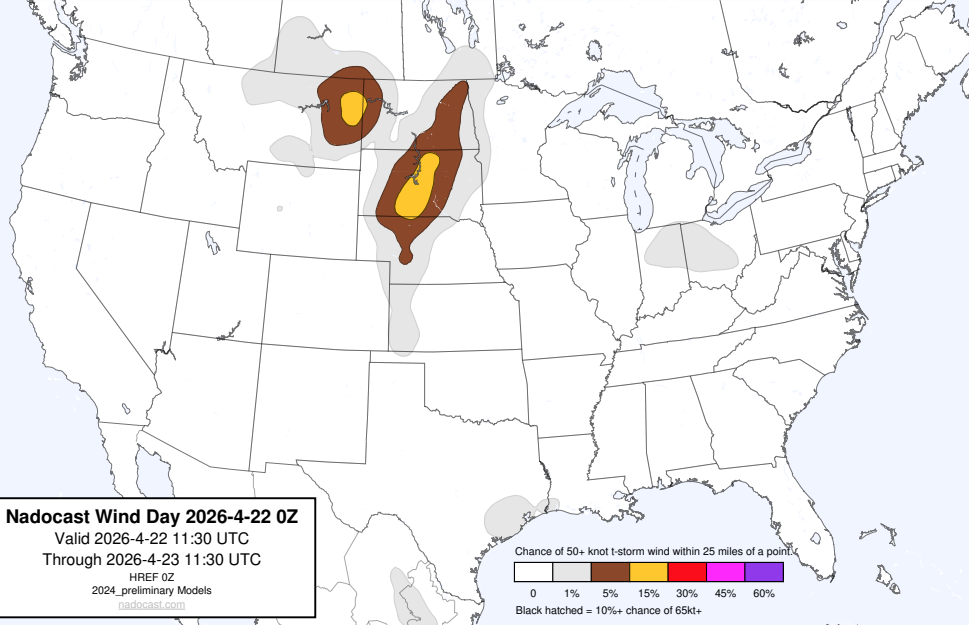 Nadocast Wind Day 2026-4-22 0Z
Valid 2026-4-22 11:30 UTC
Through 2026-4-23 11:30 UTC
HREF 0Z
2024_preliminary Models
nadocast.com
Chance of 50+ knot t-storm wind within 25 miles of a point.
0 1% 5% 15% 30% 45% 60%
Black hatched = 10%+ chance of 65kt+